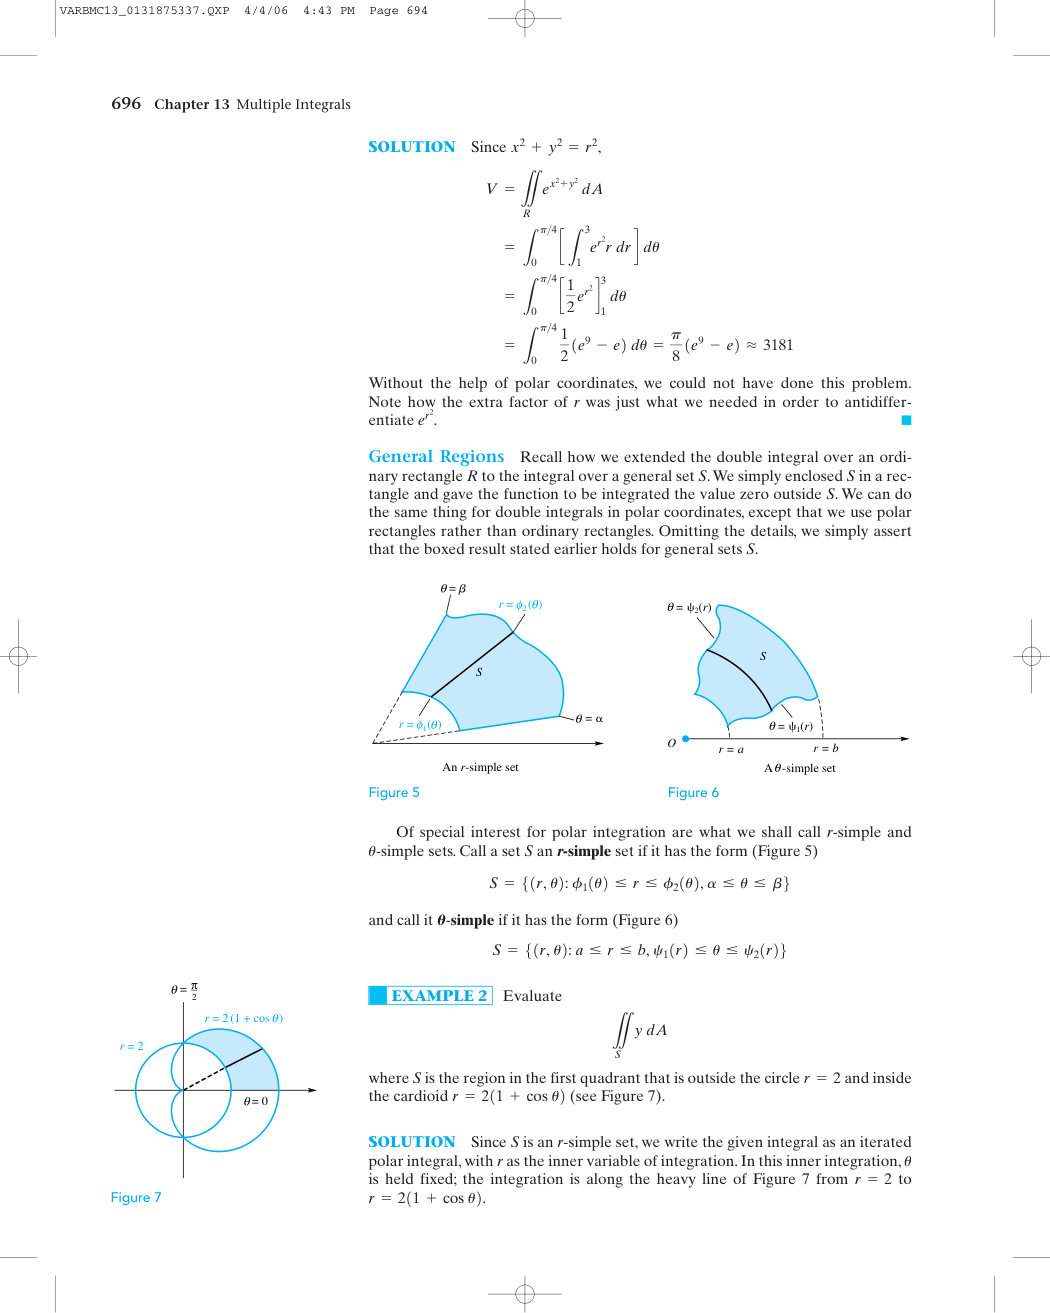 VARBMC13_0131875337.QXP 4/4/06 4:43 PM Page 694
696 Chapter 13 Multiple Integrals
SOLUTION Since x² + y² = r²,
V = ∬_R e^{x²+y²} dA
= ∫_0^{π/4} [ ∫_1^3 e^{r²} r dr ] dθ
= ∫_0^{π/4} [ 1/2 e^{r²} ]_1^3 dθ
= ∫_0^{π/4} 1/2 (e⁹ − e) dθ = π/8 (e⁹ − e) ≈ 3181
Without the help of polar coordinates, we could not have done this problem.
Note how the extra factor of r was just what we needed in order to antidiffer-
entiate e^{r²}.
General Regions Recall how we extended the double integral over an ordi-
nary rectangle R to the integral over a general set S. We simply enclosed S in a rec-
tangle and gave the function to be integrated the value zero outside S. We can do
the same thing for double integrals in polar coordinates, except that we use polar
rectangles rather than ordinary rectangles. Omitting the details, we simply assert
that the boxed result stated earlier holds for general sets S.
θ = β
r = ϕ₂(θ)
S
r = ϕ₁(θ)
θ = α
An r-simple set
Figure 5
θ = ψ₂(r)
S
θ = ψ₁(r)
O
r = a
r = b
A θ-simple set
Figure 6
Of special interest for polar integration are what we shall call r-simple and
θ-simple sets. Call a set S an r-simple set if it has the form (Figure 5)
S = {(r, θ): ϕ₁(θ) ≤ r ≤ ϕ₂(θ), α ≤ θ ≤ β}
and call it θ-simple if it has the form (Figure 6)
S = {(r, θ): a ≤ r ≤ b, ψ₁(r) ≤ θ ≤ ψ₂(r)}
EXAMPLE 2 Evaluate
∬_S y dA
where S is the region in the first quadrant that is outside the circle r = 2 and inside
the cardioid r = 2(1 + cos θ) (see Figure 7).
SOLUTION Since S is an r-simple set, we write the given integral as an iterated
polar integral, with r as the inner variable of integration. In this inner integration, θ
is held fixed; the integration is along the heavy line of Figure 7 from r = 2 to
r = 2(1 + cos θ).
θ = π/2
r = 2(1 + cos θ)
r = 2
θ = 0
Figure 7